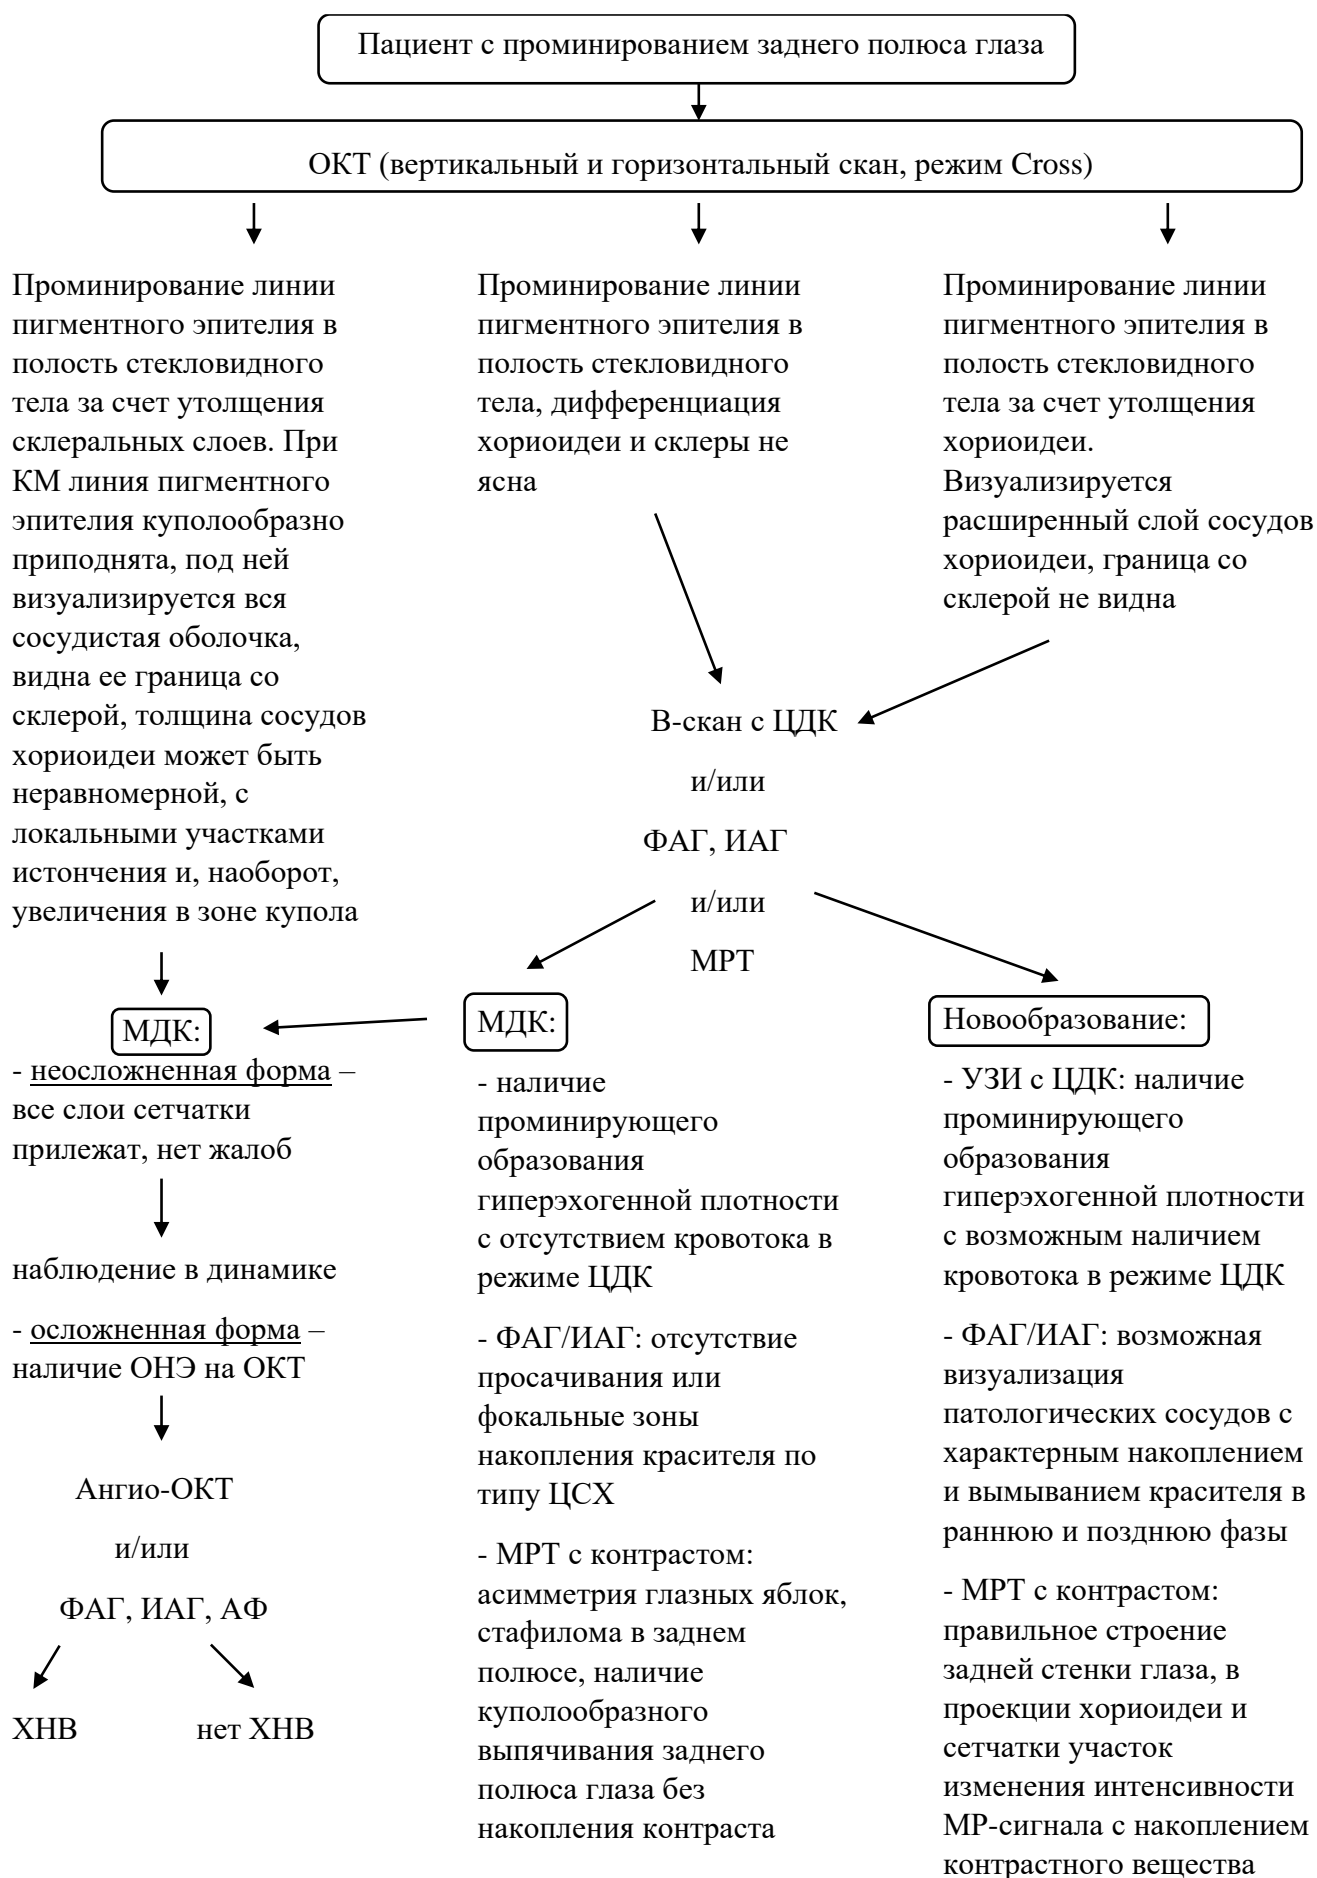 Пациент с проминированием заднего полюса глаза
ОКТ (вертикальный и горизонтальный скан, режим Cross)
Проминирование линии
пигментного эпителия в
полость стекловидного
тела за счет утолщения
склеральных слоев. При
КМ линия пигментного
эпителия куполообразно
приподнята, под ней
визуализируется вся
сосудистая оболочка,
видна ее граница со
склерой, толщина сосудов
хориоидеи может быть
неравномерной, с
локальными участками
истончения и, наоборот,
увеличения в зоне купола
Проминирование линии
пигментного эпителия в
полость стекловидного
тела, дифференциация
хориоидеи и склеры не
ясна
Проминирование линии
пигментного эпителия в
полость стекловидного
тела за счет утолщения
хориоидеи.
Визуализируется
расширенный слой сосудов
хориоидеи, граница со
склерой не видна
В-скан с ЦДК
и/или
ФАГ, ИАГ
и/или
МРТ
МДК:
- неосложненная форма –
все слои сетчатки
прилежат, нет жалоб
наблюдение в динамике
- осложненная форма –
наличие ОНЭ на ОКТ
Ангио-ОКТ
и/или
ФАГ, ИАГ, АФ
ХНВ
нет ХНВ
МДК:
- наличие
проминирующего
образования
гиперэхогенной плотности
с отсутствием кровотока в
режиме ЦДК
- ФАГ/ИАГ: отсутствие
просачивания или
фокальные зоны
накопления красителя по
типу ЦСХ
- МРТ с контрастом:
асимметрия глазных яблок,
стафилома в заднем
полюсе, наличие
куполообразного
выпячивания заднего
полюса глаза без
накопления контраста
Новообразование:
- УЗИ с ЦДК: наличие
проминирующего
образования
гиперэхогенной плотности
с возможным наличием
кровотока в режиме ЦДК
- ФАГ/ИАГ: возможная
визуализация
патологических сосудов с
характерным накоплением
и вымыванием красителя в
раннюю и позднюю фазы
- МРТ с контрастом:
правильное строение
задней стенки глаза, в
проекции хориоидеи и
сетчатки участок
изменения интенсивности
МР-сигнала с накоплением
контрастного вещества